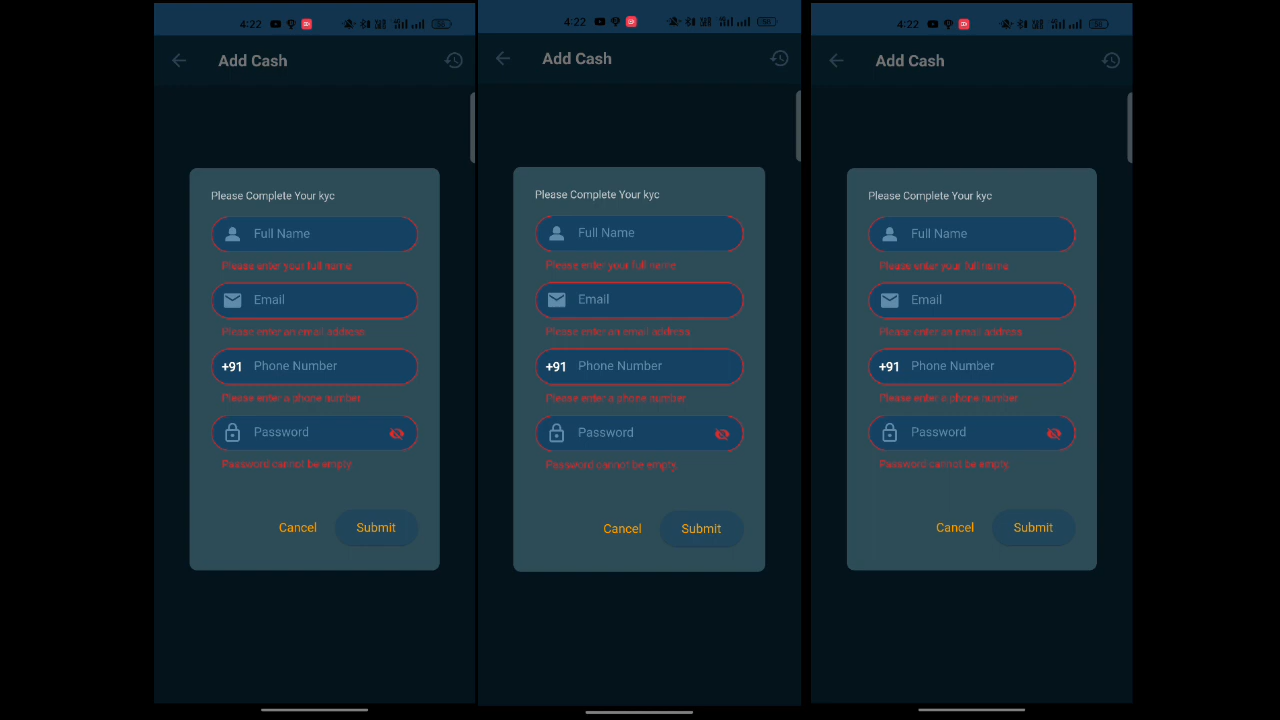 4:22
Add Cash
Please Complete Your kyc
Full Name
Please enter your full name
Email
Please enter an email address
+91
Phone Number
Please enter a phone number
Password
Password cannot be empty.
Cancel
Submit
4:22
Add Cash
Please Complete Your kyc
Full Name
Please enter your full name
Email
Please enter an email address
+91
Phone Number
Please enter a phone number
Password
Password cannot be empty.
Cancel
Submit
4:22
Add Cash
Please Complete Your kyc
Full Name
Please enter your full name
Email
Please enter an email address
+91
Phone Number
Please enter a phone number
Password
Password cannot be empty.
Cancel
Submit